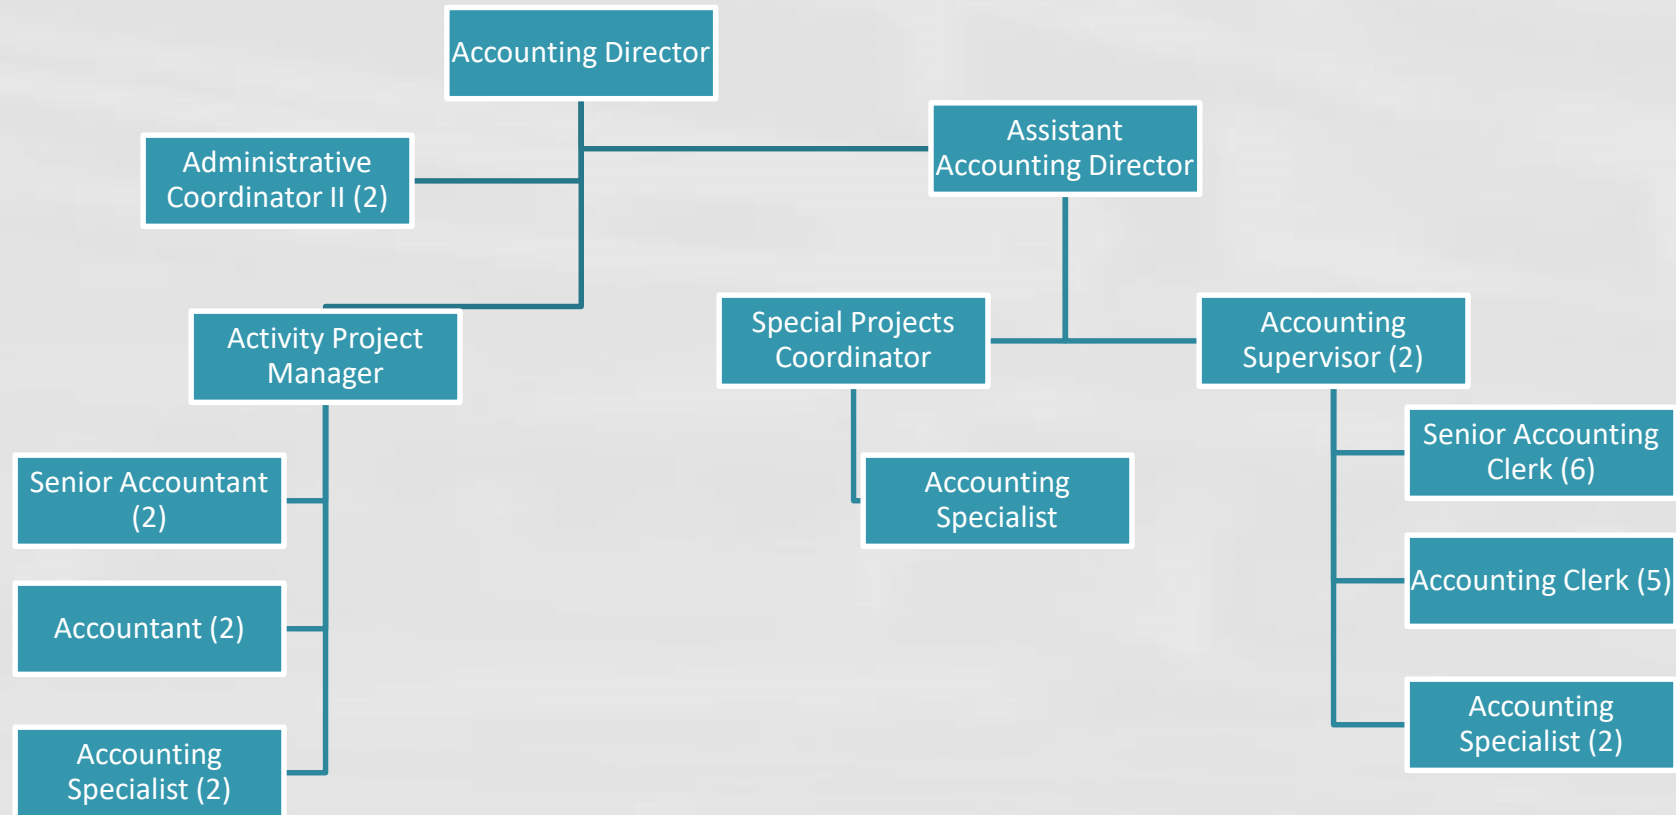 Accounting Director
Assistant
Accounting Director
Administrative
Coordinator II (2)
Activity Project
Manager
Special Projects
Coordinator
Accounting
Supervisor (2)
Senior Accountant
(2)
Accountant (2)
Accounting
Specialist (2)
Accounting
Specialist
Senior Accounting
Clerk (6)
Accounting Clerk (5)
Accounting
Specialist (2)